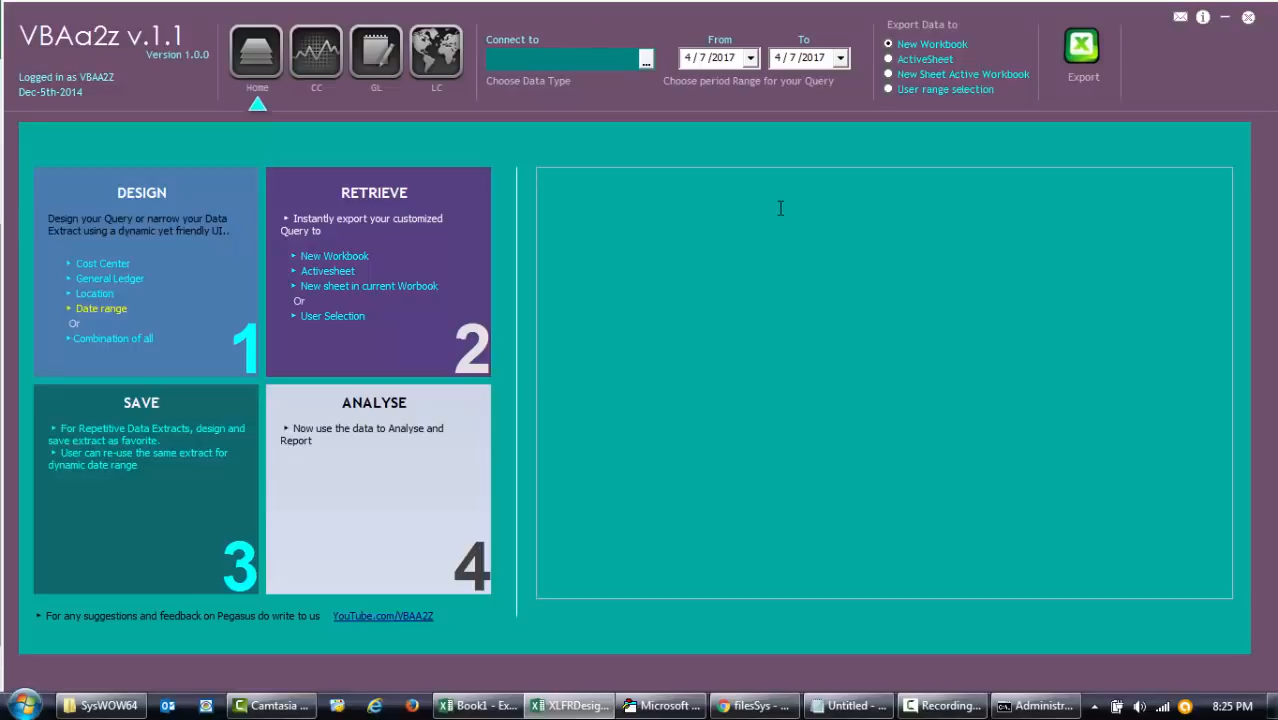 VBAa2z v.1.1
Version 1.0.0
Logged in as VBAA2Z
Dec-5th-2014
Home
CC
GL
LC
Connect to
...
Choose Data Type
From
To
4 / 7 /2017
4 / 7 /2017
Choose period Range for your Query
Export Data to
New Workbook
ActiveSheet
New Sheet Active Workbook
User range selection
Export
DESIGN
Design your Query or narrow your Data
Extract using a dynamic yet friendly UI..
Cost Center
General Ledger
Location
Date range
Or
Combination of all
1
RETRIEVE
Instantly export your customized
Query to
New Workbook
Activesheet
New sheet in current Worbook
Or
User Selection
2
SAVE
For Repetitive Data Extracts, design and
save extract as favorite.
User can re-use the same extract for
dynamic date range
3
ANALYSE
Now use the data to Analyse and
Report
4
For any suggestions and feedback on Pegasus do write to us YouTube.com/VBAA2Z
SysWOW64
Camtasia ...
Book1 - Ex...
XLFRDesig...
Microsoft ...
filesSys - ...
Untitled - ...
Recording...
Administr...
8:25 PM